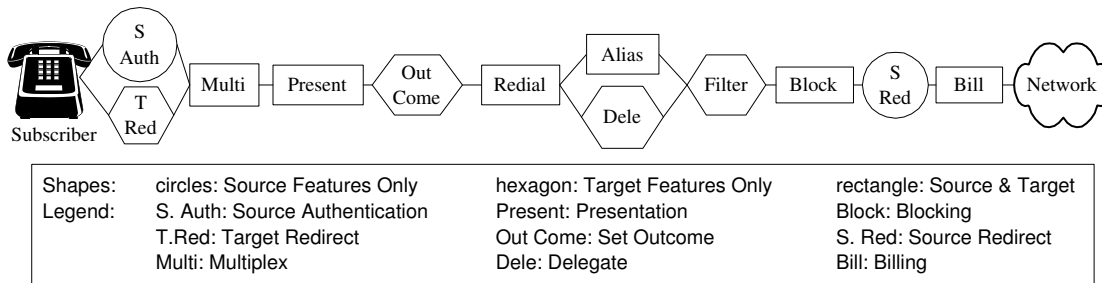 S
Auth
T
Red
Subscriber
Multi
Present
Out
Come
Redial
Alias
Dele
Filter
Block
S
Red
Bill
Network
Shapes: circles: Source Features Only hexagon: Target Features Only rectangle: Source & Target
Legend: S. Auth: Source Authentication Present: Presentation Block: Blocking
T.Red: Target Redirect Out Come: Set Outcome S. Red: Source Redirect
Multi: Multiplex Dele: Delegate Bill: Billing